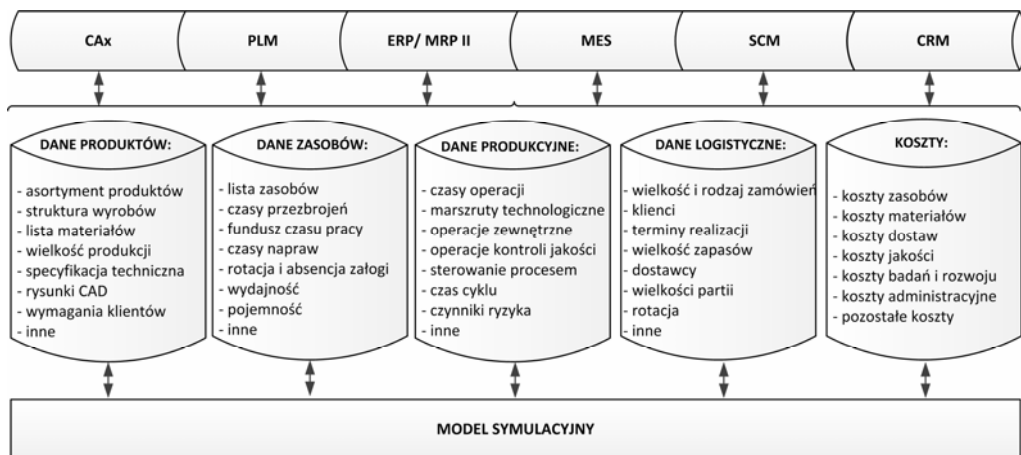 CAx
PLM
ERP/ MRP II
MES
SCM
CRM
DANE PRODUKTÓW:
- asortyment produktów
- struktura wyrobów
- lista materiałów
- wielkość produkcji
- specyfikacja techniczna
- rysunki CAD
- wymagania klientów
- inne
DANE ZASOBÓW:
- lista zasobów
- czasy przezbrojeń
- fundusz czasu pracy
- czasy napraw
- rotacja i absencja załogi
- wydajność
- pojemność
- inne
DANE PRODUKCYJNE:
- czasy operacji
- marszruty technologiczne
- operacje zewnętrzne
- operacje kontroli jakości
- sterowanie procesem
- czas cyklu
- czynniki ryzyka
- inne
DANE LOGISTYCZNE:
- wielkość i rodzaj zamówień
- klienci
- terminy realizacji
- wielkość zapasów
- dostawcy
- wielkości partii
- rotacja
- inne
KOSZTY:
- koszty zasobów
- koszty materiałów
- koszty dostaw
- koszty jakości
- koszty badań i rozwoju
- koszty administracyjne
- pozostałe koszty
MODEL SYMULACYJNY